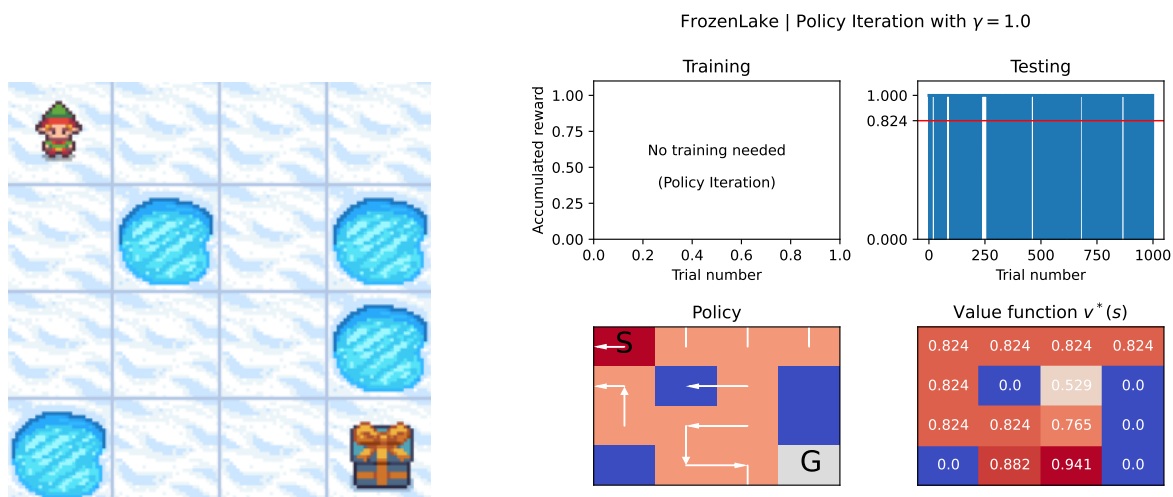 FrozenLake | Policy Iteration with γ = 1.0
Training
Accumulated reward
1.00
0.75
0.50
0.25
0.00
No training needed
(Policy Iteration)
0.0 0.2 0.4 0.6 0.8 1.0
Trial number
Testing
1.000
0.824
0.000
0 250 500 750 1000
Trial number
Policy
S
G
Value function v*(s)
0.824 0.824 0.824 0.824
0.824 0.0 0.529 0.0
0.824 0.824 0.765 0.0
0.0 0.882 0.941 0.0